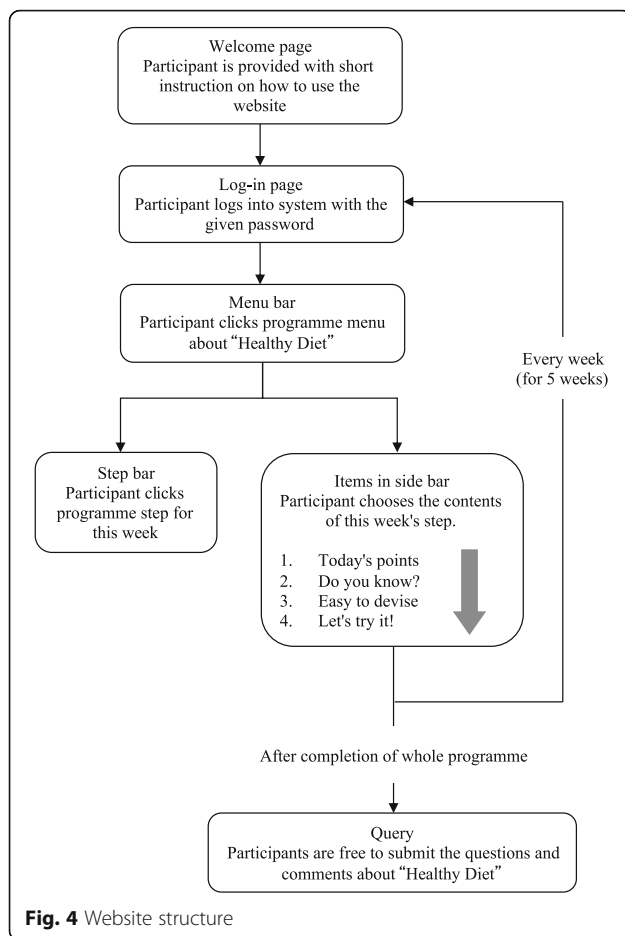 Welcome page
Participant is provided with short
instruction on how to use the
website
Log-in page
Participant logs into system with the
given password
Menu bar
Participant clicks programme menu
about “Healthy Diet”
Every week
(for 5 weeks)
Step bar
Participant clicks
programme step for
this week
Items in side bar
Participant chooses the contents
of this week's step.
1. Today's points
2. Do you know?
3. Easy to devise
4. Let's try it!
After completion of whole programme
Query
Participants are free to submit the questions and
comments about “Healthy Diet”
Fig. 4 Website structure